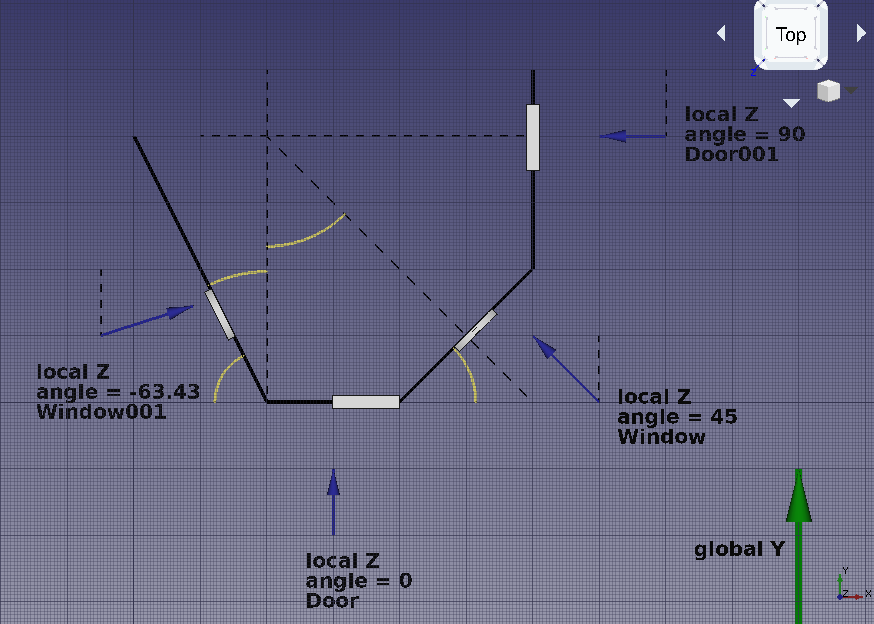 Top
Z
local Z
angle = 90
Door001
local Z
angle = -63.43
Window001
local Z
angle = 45
Window
local Z
angle = 0
Door
global Y
Y
Z
X